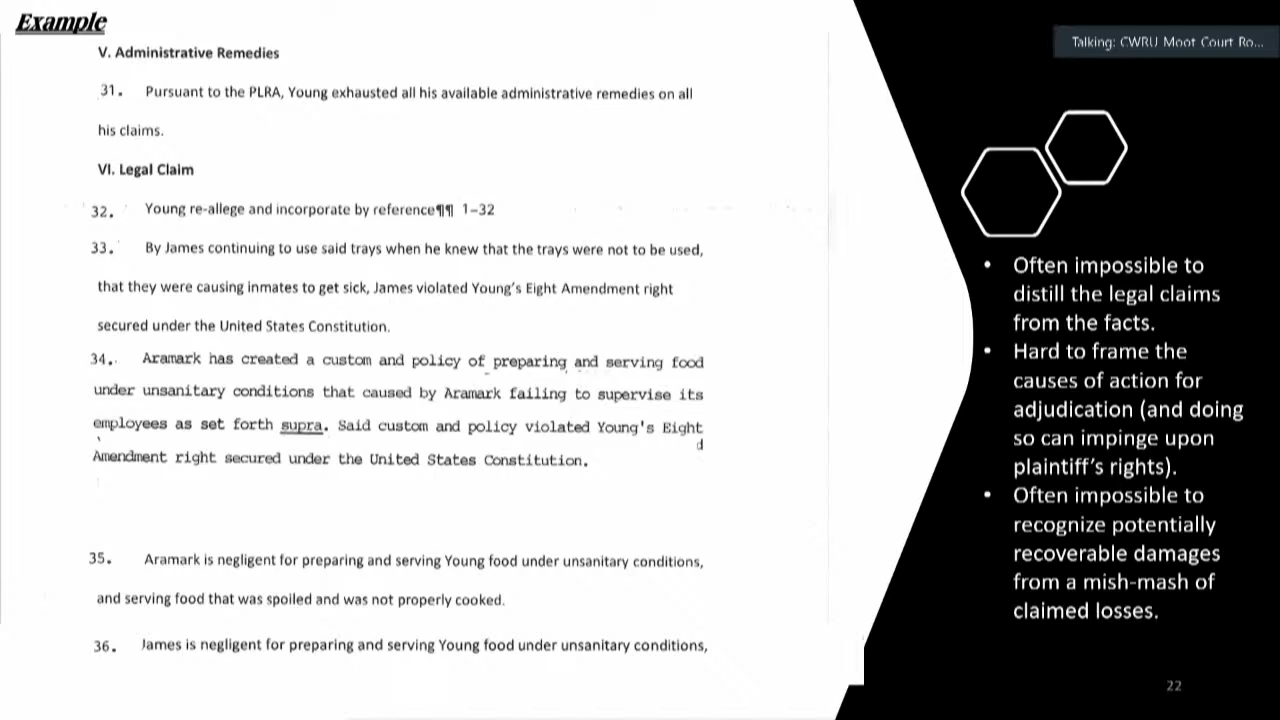 Example
V. Administrative Remedies
31. Pursuant to the PLRA, Young exhausted all his available administrative remedies on all
his claims.
VI. Legal Claim
32. Young re-allege and incorporate by reference¶¶ 1-32
33. By James continuing to use said trays when he knew that the trays were not to be used,
that they were causing inmates to get sick, James violated Young's Eight Amendment right
secured under the United States Constitution.
34. Aramark has created a custom and policy of preparing and serving food
under unsanitary conditions that caused by Aramark failing to supervise its
employees as set forth supra. Said custom and policy violated Young's Eight
d
Amendment right secured under the United States Constitution.
35. Aramark is negligent for preparing and serving Young food under unsanitary conditions,
and serving food that was spoiled and was not properly cooked.
36. James is negligent for preparing and serving Young food under unsanitary conditions,
Talking: CWRU Moot Court Ro...
• Often impossible to
distill the legal claims
from the facts.
• Hard to frame the
causes of action for
adjudication (and doing
so can impinge upon
plaintiff's rights).
• Often impossible to
recognize potentially
recoverable damages
from a mish-mash of
claimed losses.
22